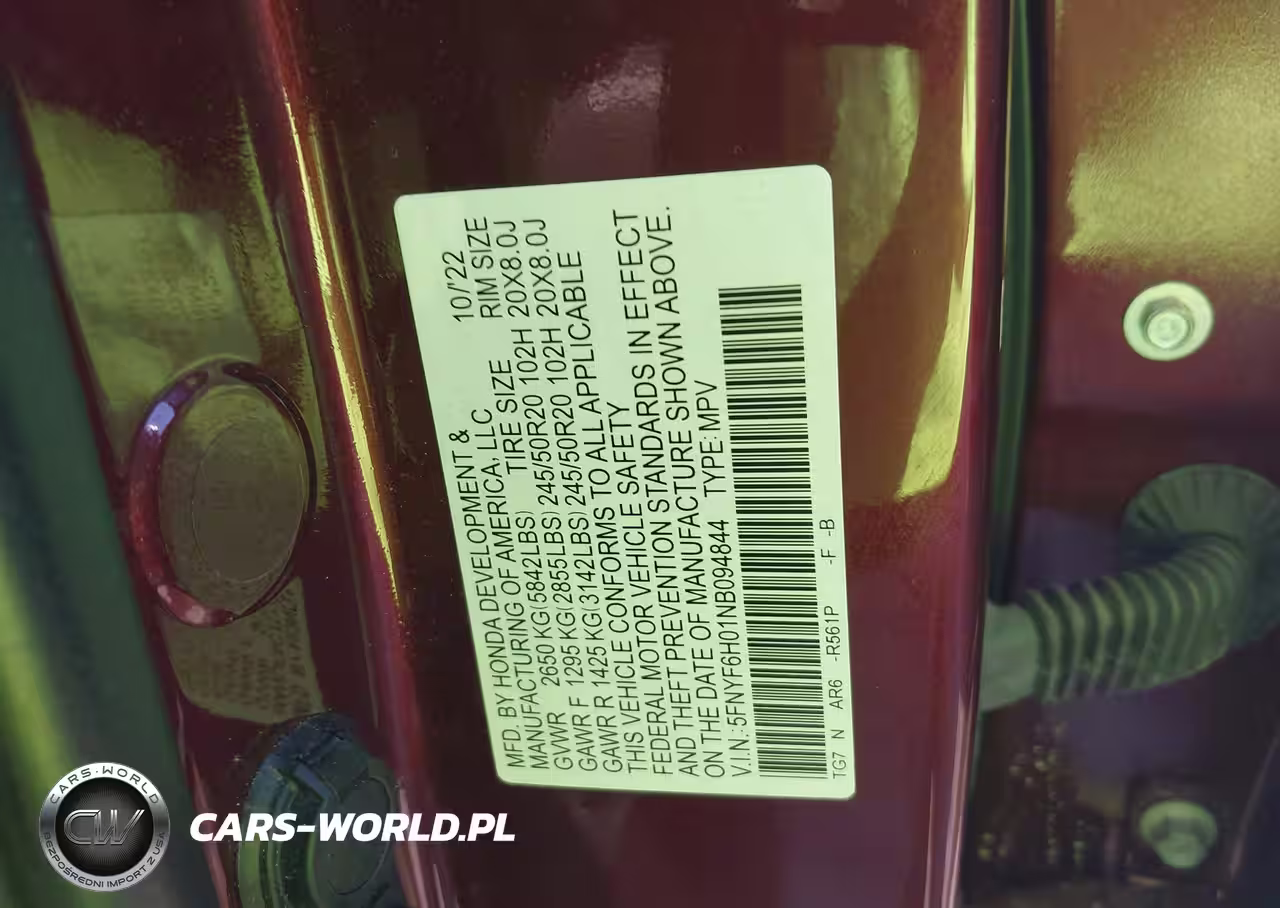 MFD. BY HONDA DEVELOPMENT &
MANUFACTURING OF AMERICA, LLC 10/'22
TIRE SIZE RIM SIZE
GVWR 2650 KG(5842LBS)
GAWR F 1295 KG(2855LBS) 245/50R20 102H 20X8.0J
GAWR R 1425 KG(3142LBS) 245/50R20 102H 20X8.0J
THIS VEHICLE CONFORMS TO ALL APPLICABLE
FEDERAL MOTOR VEHICLE SAFETY
AND THEFT PREVENTION STANDARDS IN EFFECT
ON THE DATE OF MANUFACTURE SHOWN ABOVE.
V.I.N.: 5FNYF6H01NB094844 TYPE: MPV
TG7 N AR6 -R561P -F -B
CARS-WORLD
CW
BEZPOŚREDNI IMPORT Z USA
CARS-WORLD.PL